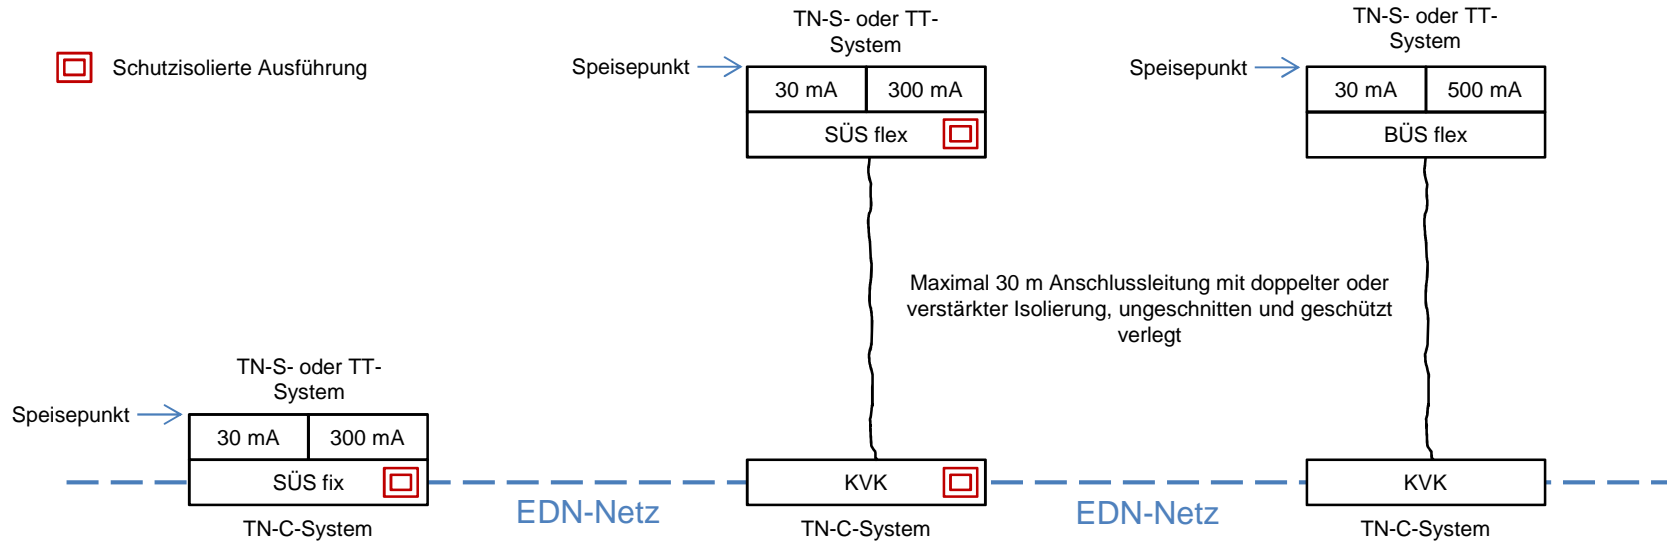 Schutzisolierte Ausführung
TN-S- oder TT-
System
Speisepunkt
30 mA
300 mA
SÜS flex
TN-S- oder TT-
System
Speisepunkt
30 mA
500 mA
BÜS flex
Maximal 30 m Anschlussleitung mit doppelter oder
verstärkter Isolierung, ungeschnitten und geschützt
verlegt
TN-S- oder TT-
System
Speisepunkt
30 mA
300 mA
SÜS fix
TN-C-System
EDN-Netz
KVK
TN-C-System
EDN-Netz
KVK
TN-C-System